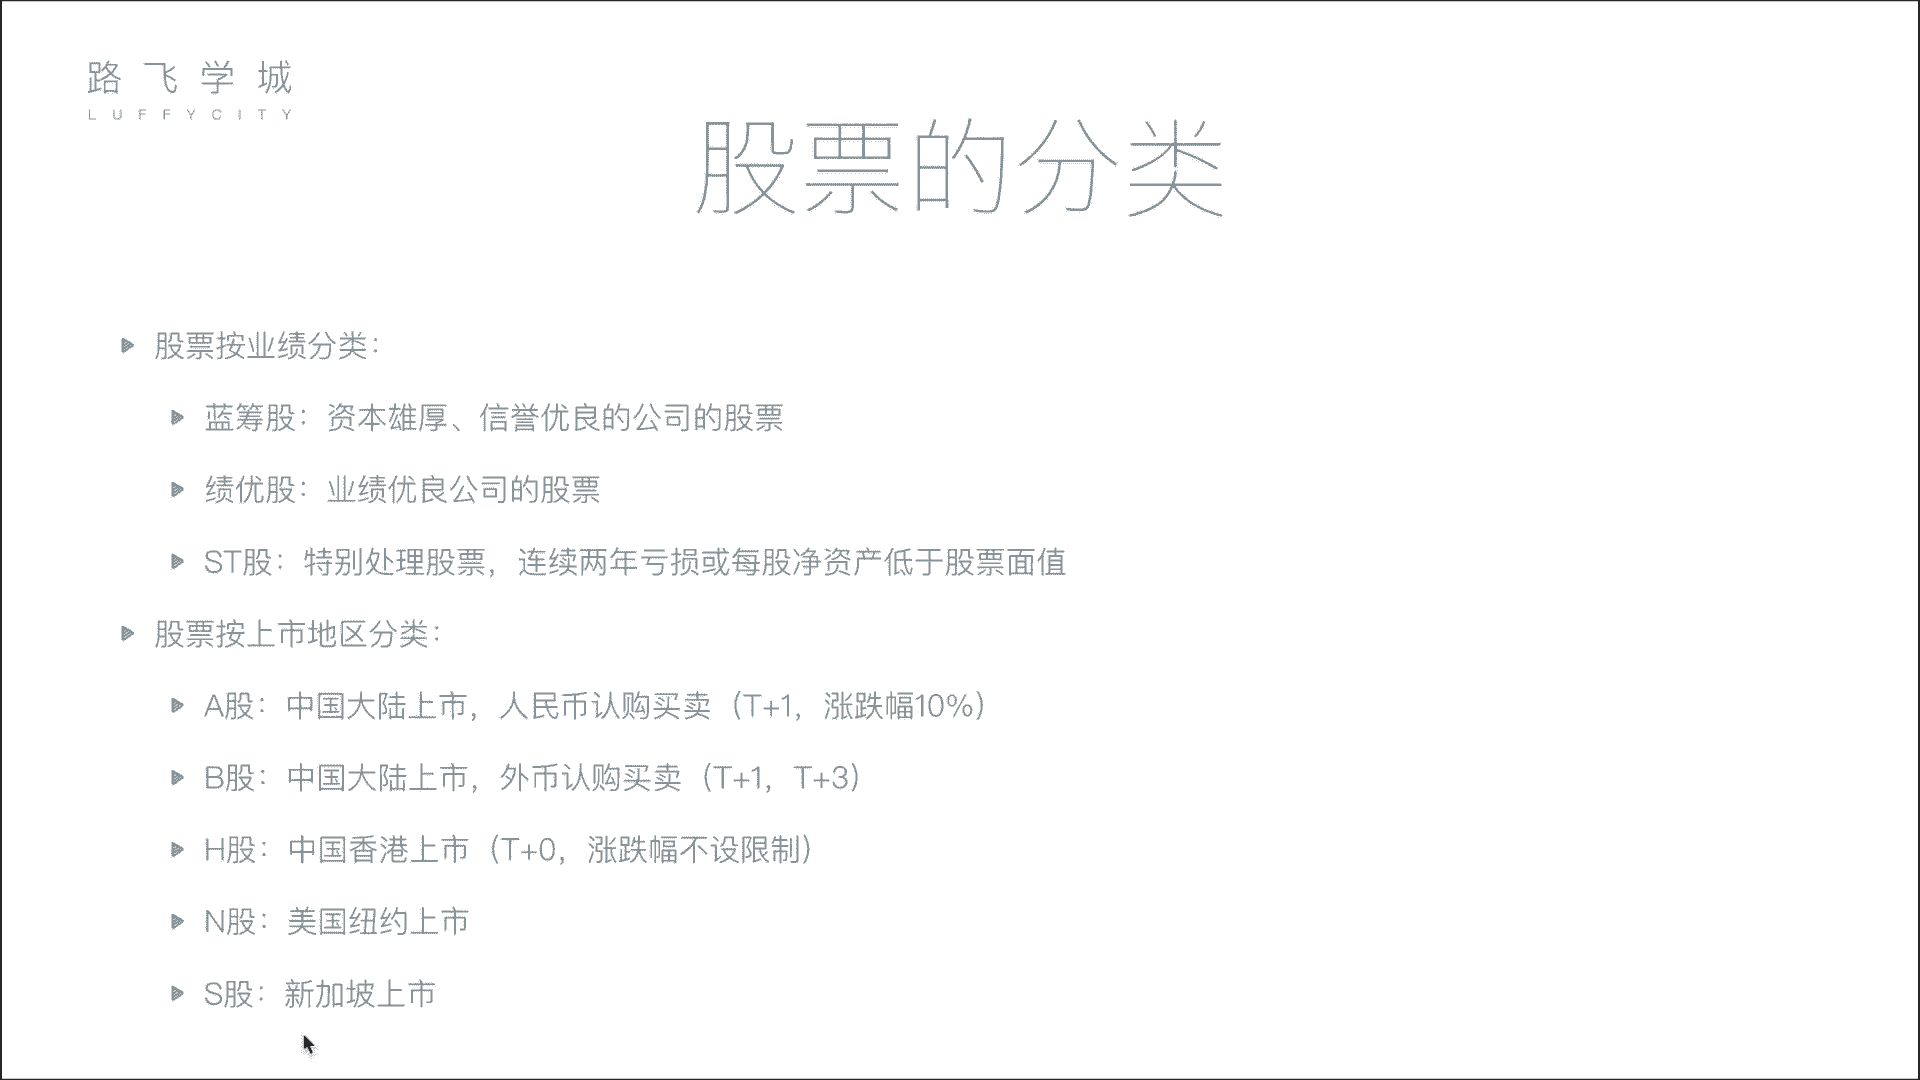 路飞学城
LUFFYCITY
股票的分类
股票按业绩分类：
蓝筹股：资本雄厚、信誉优良的公司的股票
绩优股：业绩优良公司的股票
ST股：特别处理股票，连续两年亏损或每股净资产低于股票面值
股票按上市地区分类：
A股：中国大陆上市，人民币认购买卖（T+1，涨跌幅10%）
B股：中国大陆上市，外币认购买卖（T+1，T+3）
H股：中国香港上市（T+0，涨跌幅不设限制）
N股：美国纽约上市
S股：新加坡上市